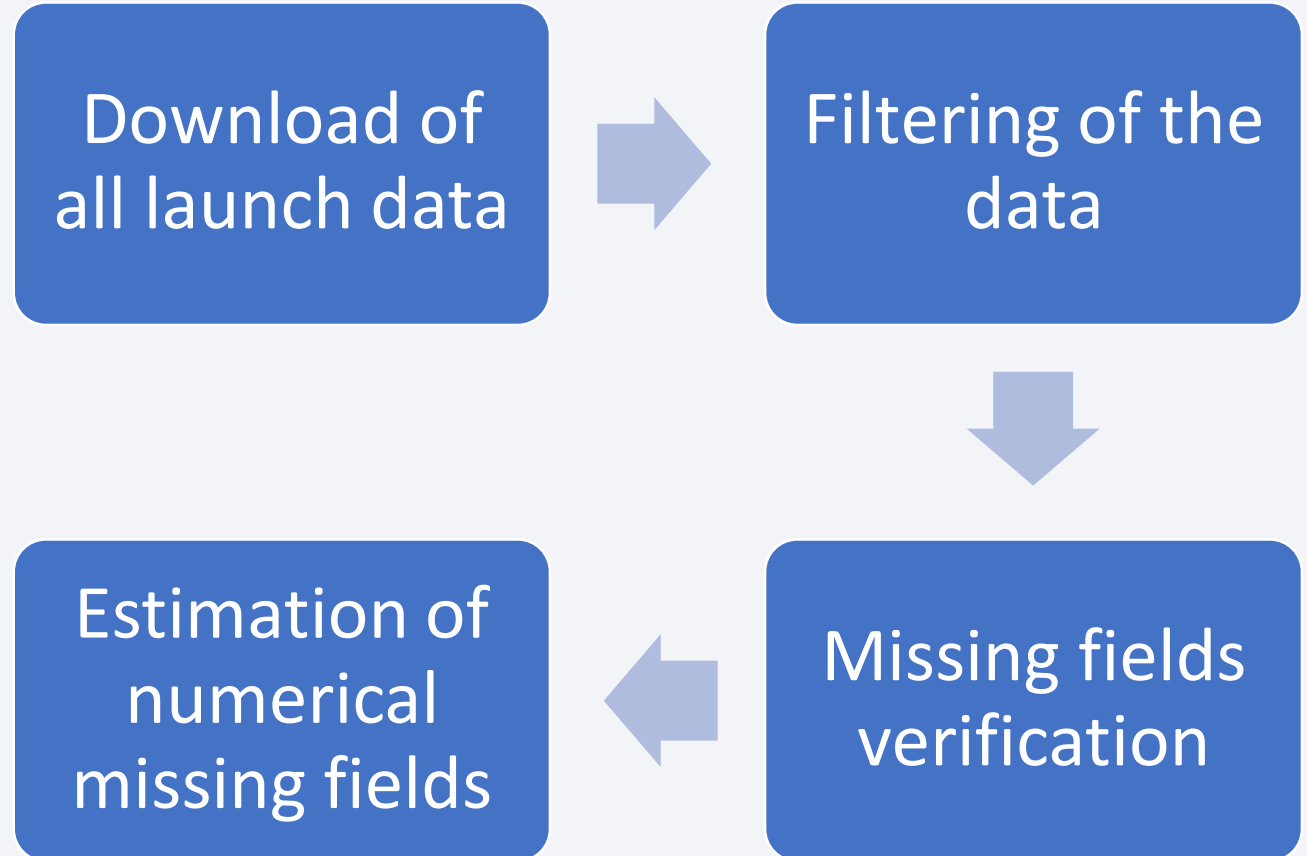 Download of
all launch data
Filtering of the
data
Missing fields
verification
Estimation of
numerical
missing fields